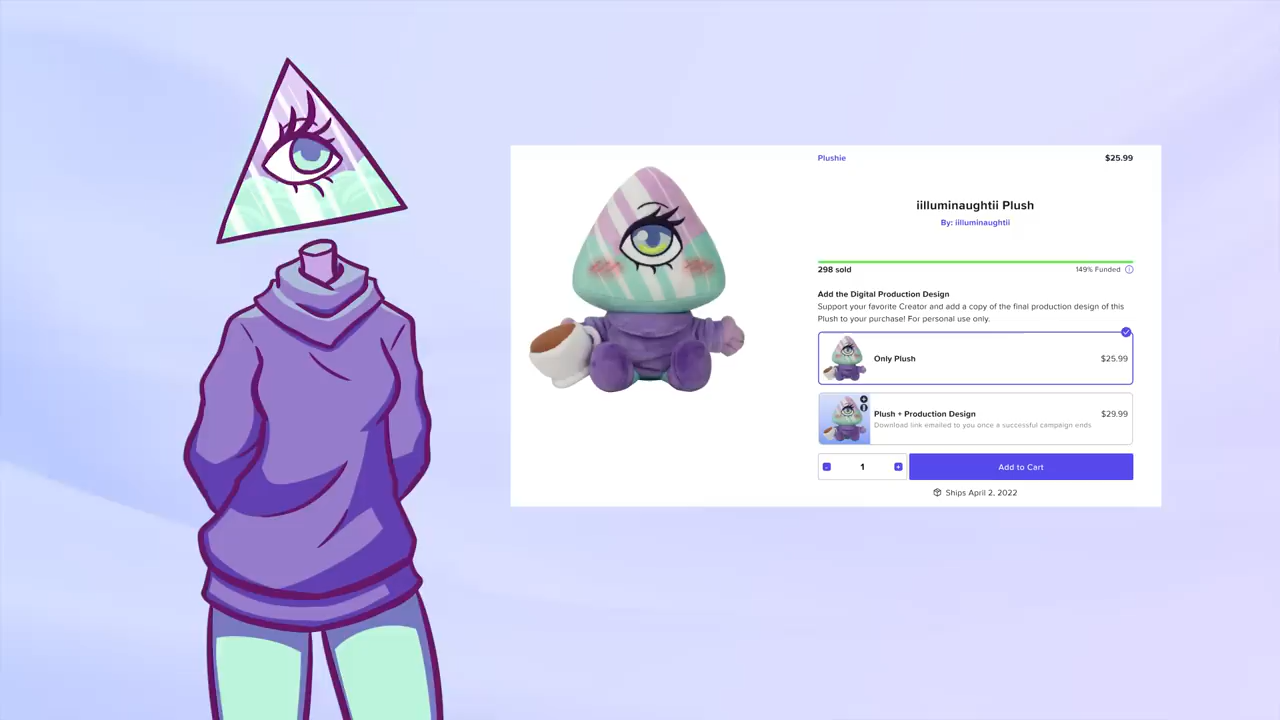 Plushie $25.99
iilluminaughtii Plush
By: iilluminaughtii
298 sold 149% Funded
Add the Digital Production Design
Support your favorite Creator and add a copy of the final production design of this
Plush to your purchase! For personal use only.
Only Plush $25.99
Plush + Production Design $29.99
Download link emailed to you once a successful campaign ends
- 1 + Add to Cart
Ships April 2, 2022